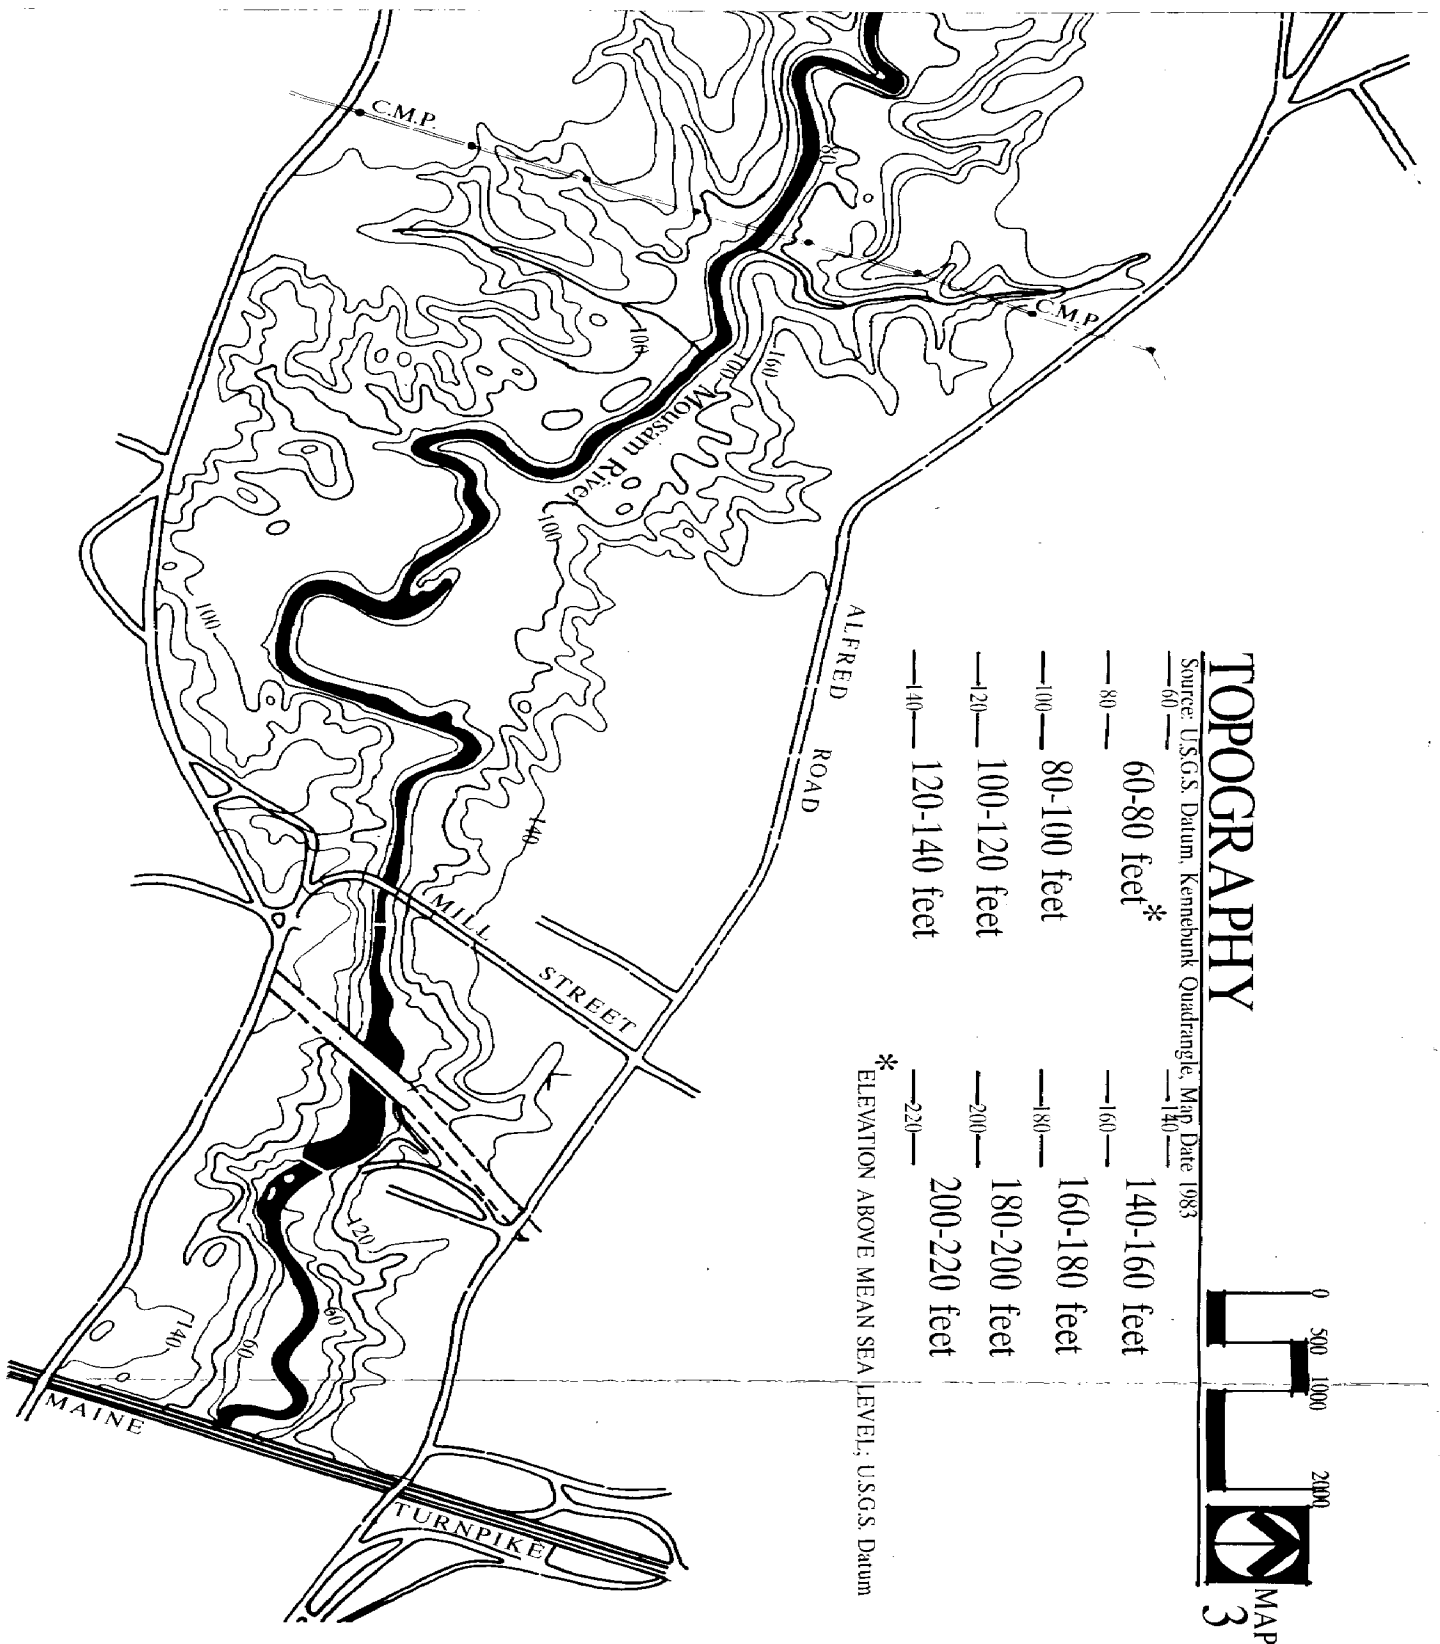 TOPOGRAPHY
Source: U.S.G.S. Datum, Kennebunk Quadrangle, Map Date 1983
60 60-80 feet*
80 80-100 feet
100 100-120 feet
120 120-140 feet
140
140 140-160 feet
160 160-180 feet
180 180-200 feet
200 200-220 feet
220
* ELEVATION ABOVE MEAN SEA LEVEL; U.S.G.S. Datum
0 500 1000 2000
MAP
3
C.M.P.
C.M.P.
80
100
100
160
Mousam River
100
100
ALFRED ROAD
140
MILL STREET
120
60
60
140
MAINE TURNPIKE